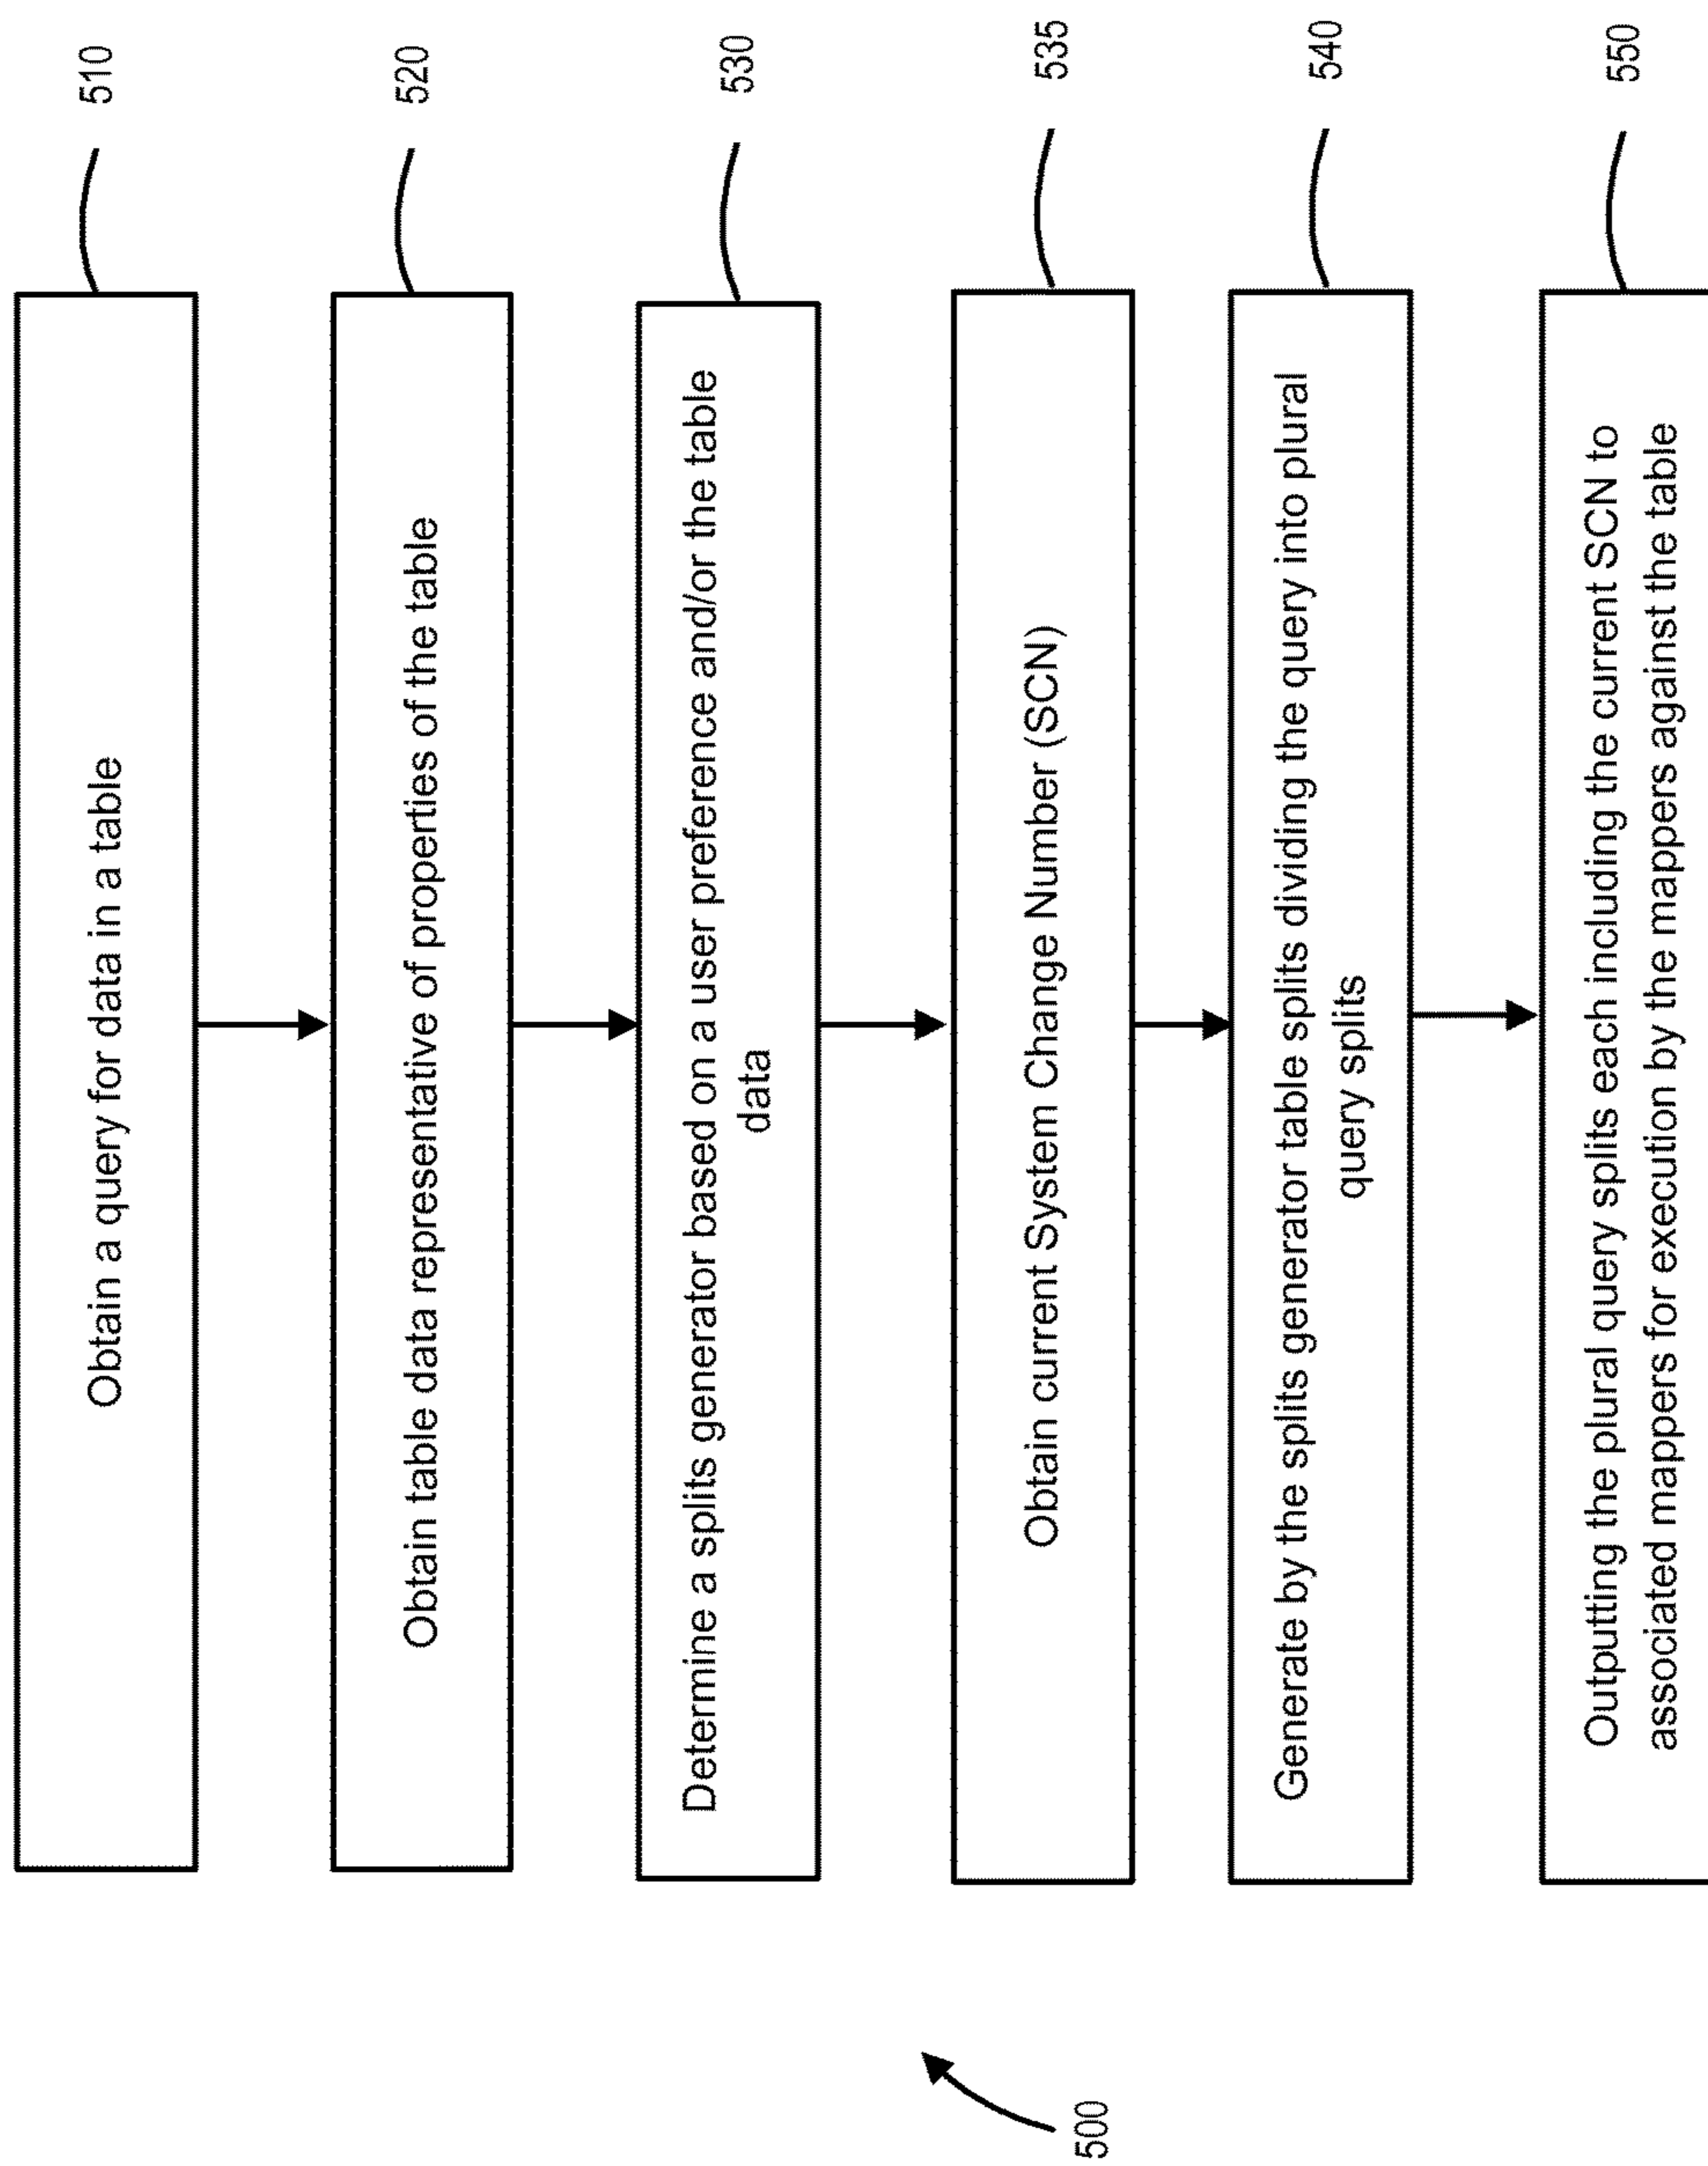 Obtain a query for data in a table
510
Obtain table data representative of properties of the table
520
Determine a splits generator based on a user preference and/or the table
data
530
Obtain current System Change Number (SCN)
535
Generate by the splits generator table splits dividing the query into plural
query splits
540
Outputting the plural query splits each including the current SCN to
associated mappers for execution by the mappers against the table
550
500